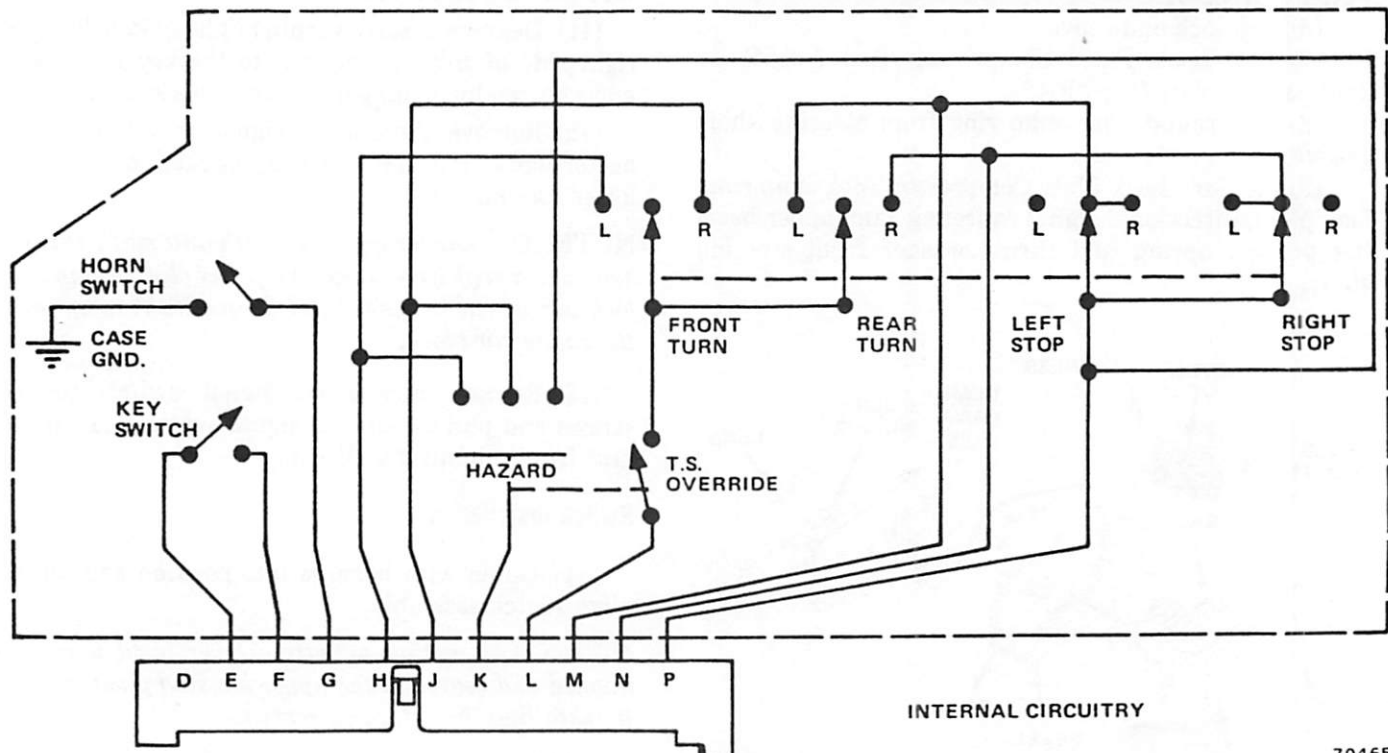 L
R
L
R
L
R
L
R
HORN
SWITCH
CASE
GND.
FRONT
TURN
REAR
TURN
LEFT
STOP
RIGHT
STOP
KEY
SWITCH
HAZARD
T.S.
OVERRIDE
D E F G H J K L M N P
INTERNAL CIRCUITRY